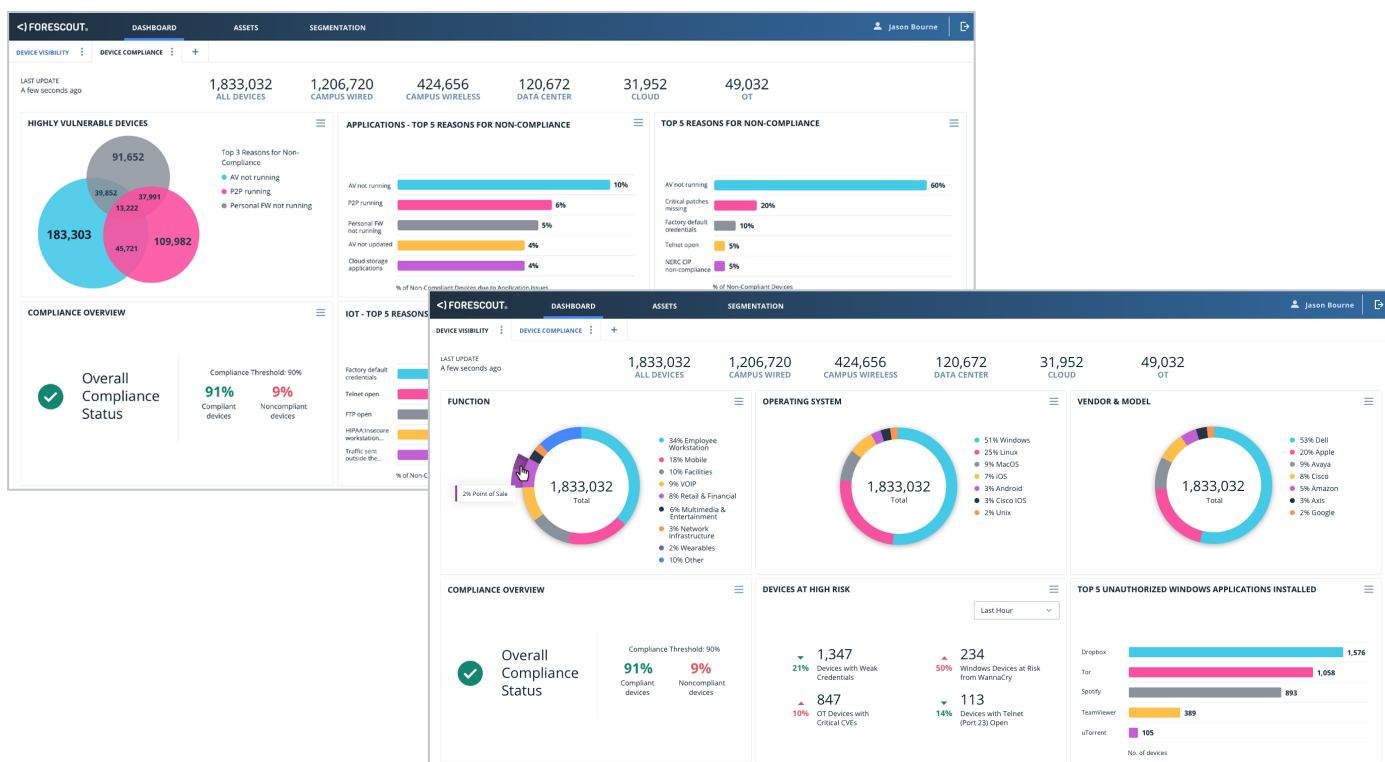 <) FORESCOUT.
DASHBOARD
ASSETS
SEGMENTATION
Jason Bourne
DEVICE VISIBILITY
DEVICE COMPLIANCE
+
LAST UPDATE
A few seconds ago
1,833,032
ALL DEVICES
1,206,720
CAMPUS WIRED
424,656
CAMPUS WIRELESS
120,672
DATA CENTER
31,952
CLOUD
49,032
OT
HIGHLY VULNERABLE DEVICES
91,652
39,852
37,991
13,222
183,303
109,982
45,721
Top 3 Reasons for Non-
Compliance
AV not running
P2P running
Personal FW not running
APPLICATIONS - TOP 5 REASONS FOR NON-COMPLIANCE
AV not running
10%
P2P running
6%
Personal FW
not running
5%
AV not updated
4%
Cloud storage
applications
4%
% of Non-Compliant Devices due to Application Issues
TOP 5 REASONS FOR NON-COMPLIANCE
AV not running
60%
Critical patches
missing
20%
Factory default
credentials
10%
Telnet open
5%
NERC CIP
non-compliance
5%
% of Non-Compliant Devices
COMPLIANCE OVERVIEW
Overall
Compliance
Status
Compliance Threshold: 90%
91%
Compliant
devices
9%
Noncompliant
devices
IOT - TOP 5 REASONS
Factory default
credentials
Telnet open
FTP open
HIPAA:Insecure
workstation...
Traffic sent
outside the...
% of Non-C
<) FORESCOUT.
DASHBOARD
ASSETS
SEGMENTATION
Jason Bourne
DEVICE VISIBILITY
DEVICE COMPLIANCE
+
LAST UPDATE
A few seconds ago
1,833,032
ALL DEVICES
1,206,720
CAMPUS WIRED
424,656
CAMPUS WIRELESS
120,672
DATA CENTER
31,952
CLOUD
49,032
OT
FUNCTION
2% Point of Sale
1,833,032
Total
34% Employee
Workstation
18% Mobile
10% Facilities
9% VOIP
8% Retail & Financial
6% Multimedia &
Entertainment
3% Network
Infrastructure
2% Wearables
10% Other
OPERATING SYSTEM
1,833,032
Total
51% Windows
25% Linux
9% MacOS
7% iOS
3% Android
3% Cisco IOS
2% Unix
VENDOR & MODEL
1,833,032
Total
53% Dell
20% Apple
9% Avaya
8% Cisco
5% Amazon
3% Axis
2% Google
COMPLIANCE OVERVIEW
Overall
Compliance
Status
Compliance Threshold: 90%
91%
Compliant
devices
9%
Noncompliant
devices
DEVICES AT HIGH RISK
Last Hour
21%
1,347
Devices with Weak
Credentials
50%
234
Windows Devices at Risk
from WannaCry
10%
847
OT Devices with
Critical CVEs
14%
113
Devices with Telnet
(Port 23) Open
TOP 5 UNAUTHORIZED WINDOWS APPLICATIONS INSTALLED
Dropbox
1,576
Tor
1,058
Spotify
893
TeamViewer
389
uTorrent
105
No. of devices